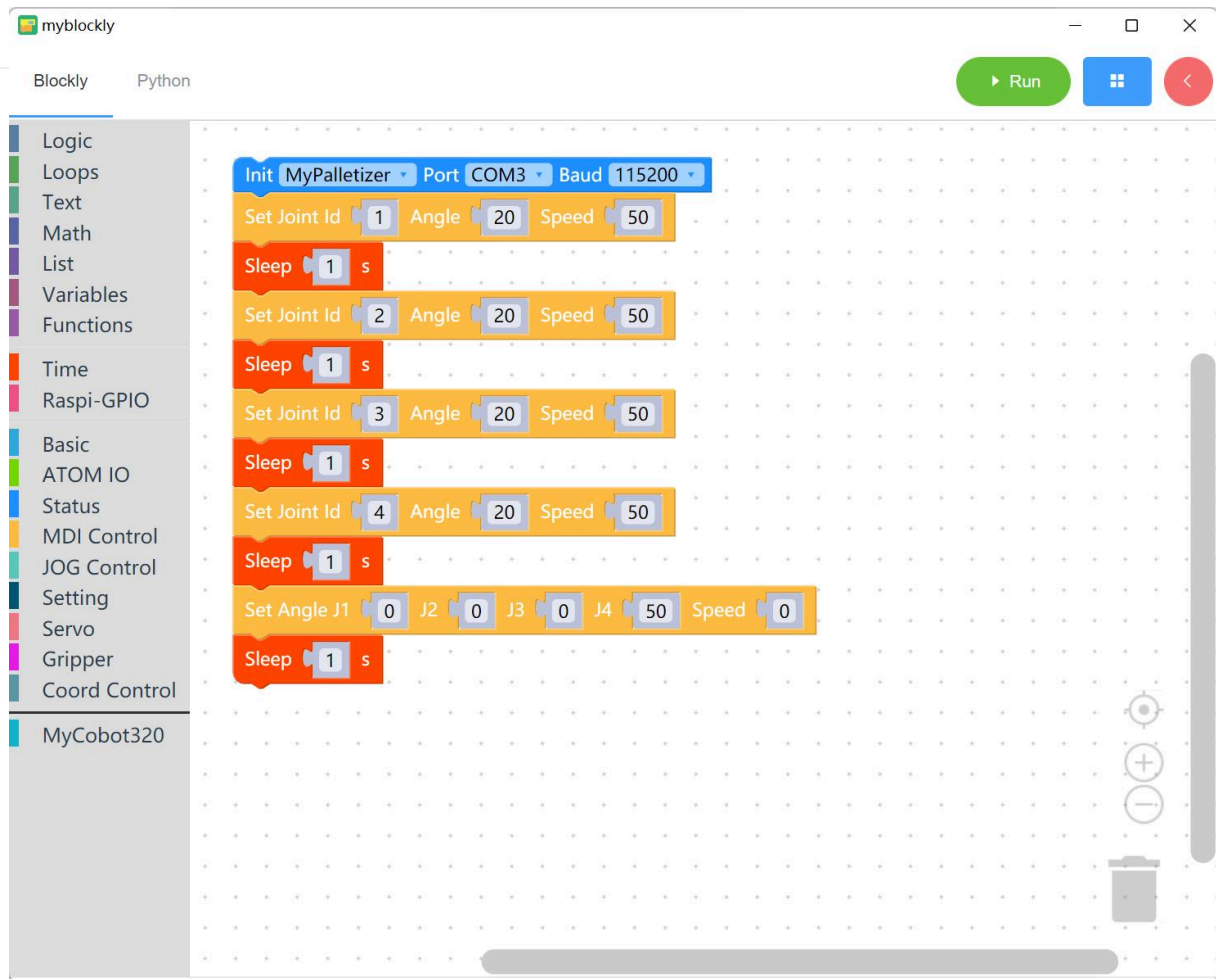 myblockly
Blockly Python
Run
Logic
Loops
Text
Math
List
Variables
Functions
Time
Raspi-GPIO
Basic
ATOM IO
Status
MDI Control
JOG Control
Setting
Servo
Gripper
Coord Control
MyCobot320
Init MyPalletizer Port COM3 Baud 115200
Set Joint Id 1 Angle 20 Speed 50
Sleep 1 s
Set Joint Id 2 Angle 20 Speed 50
Sleep 1 s
Set Joint Id 3 Angle 20 Speed 50
Sleep 1 s
Set Joint Id 4 Angle 20 Speed 50
Sleep 1 s
Set Angle J1 0 J2 0 J3 0 J4 50 Speed 0
Sleep 1 s